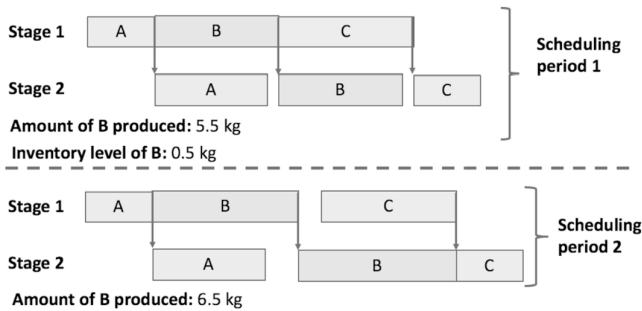 Stage 1 A B C
Scheduling
period 1
Stage 2 A B C
Amount of B produced: 5.5 kg
Inventory level of B: 0.5 kg
Stage 1 A B C
Scheduling
period 2
Stage 2 A B C
Amount of B produced: 6.5 kg